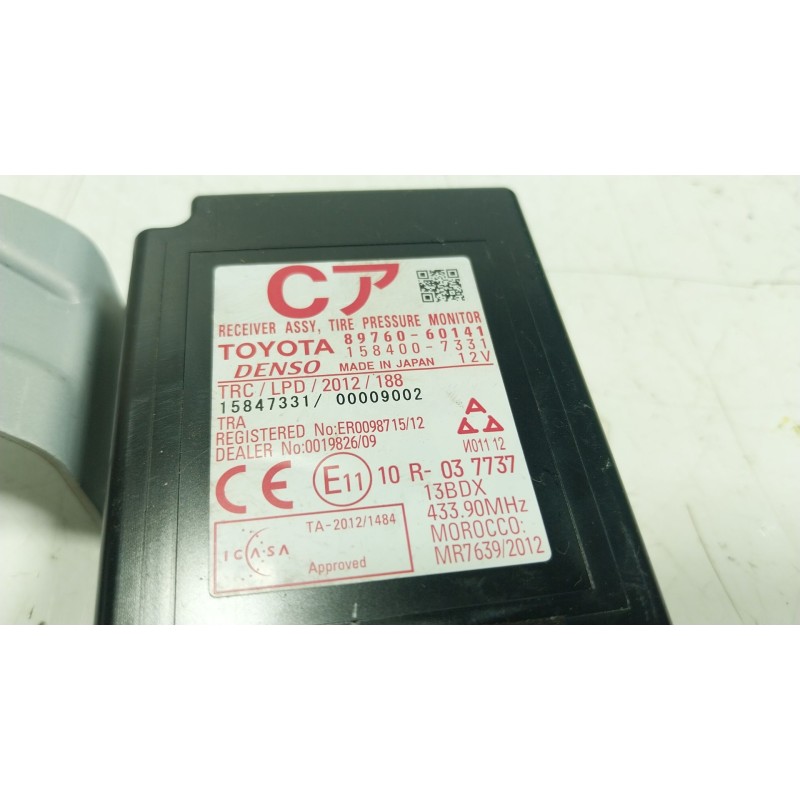 Cア
RECEIVER ASSY, TIRE PRESSURE MONITOR
TOYOTA 89760-60141
158400-7331
DENSO MADE IN JAPAN 12V
TRC/LPD/2012/188
15847331/ 00009002
TRA
REGISTERED No:ER0098715/12
DEALER No:0019826/09
И011 12
CE E11 10 R- 03 7737
13BDX
433.90MHz
MOROCCO:
MR7639/2012
TA-2012/1484
ICASA
Approved